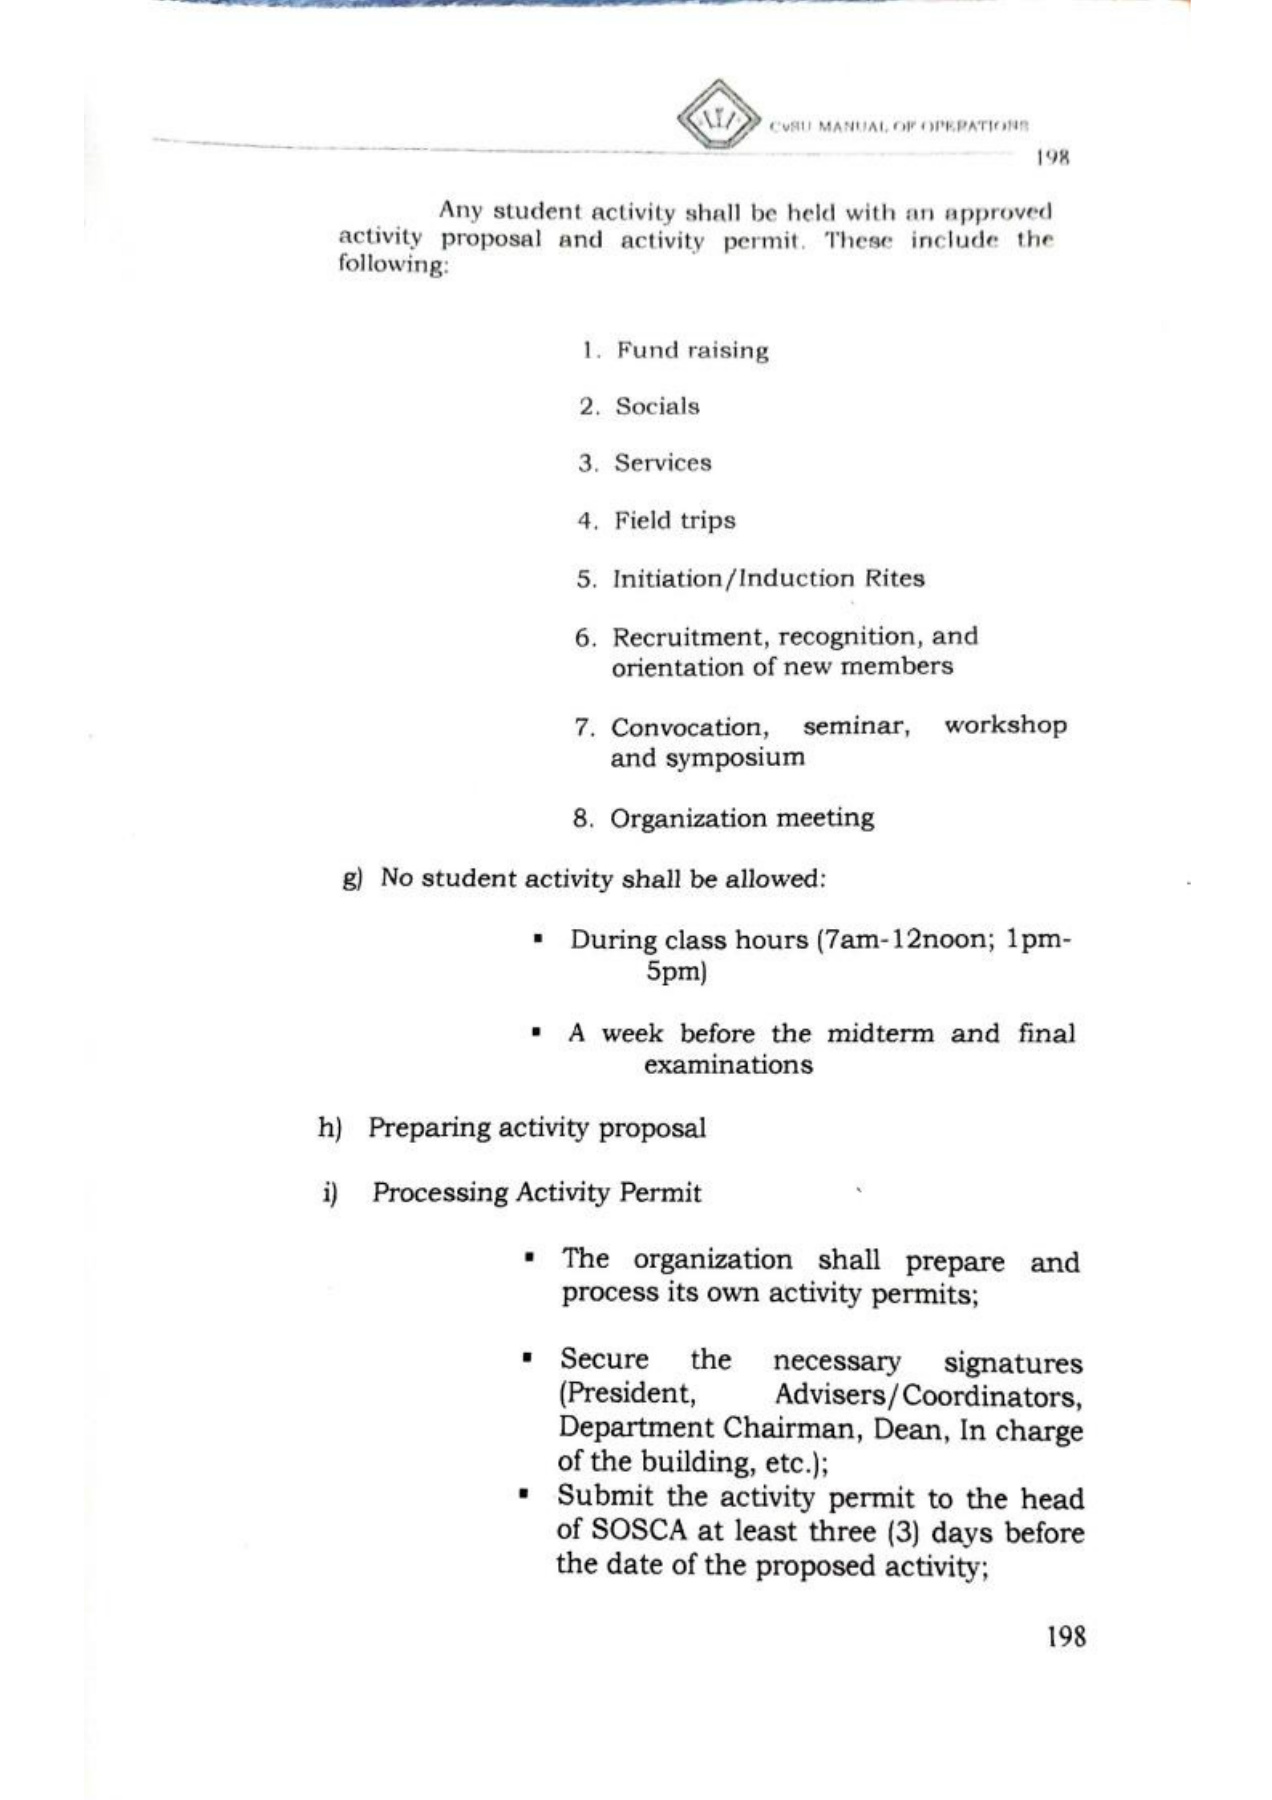 CvSU MANUAL OF OPERATIONS
198
Any student activity shall be held with an approved
activity proposal and activity permit. These include the
following:
1. Fund raising
2. Socials
3. Services
4. Field trips
5. Initiation/Induction Rites
6. Recruitment, recognition, and
orientation of new members
7. Convocation, seminar, workshop
and symposium
8. Organization meeting
g) No student activity shall be allowed:
▪ During class hours (7am-12noon; 1pm-
5pm)
▪ A week before the midterm and final
examinations
h) Preparing activity proposal
i) Processing Activity Permit
▪ The organization shall prepare and
process its own activity permits;
▪ Secure the necessary signatures
(President, Advisers/Coordinators,
Department Chairman, Dean, In charge
of the building, etc.);
▪ Submit the activity permit to the head
of SOSCA at least three (3) days before
the date of the proposed activity;
198